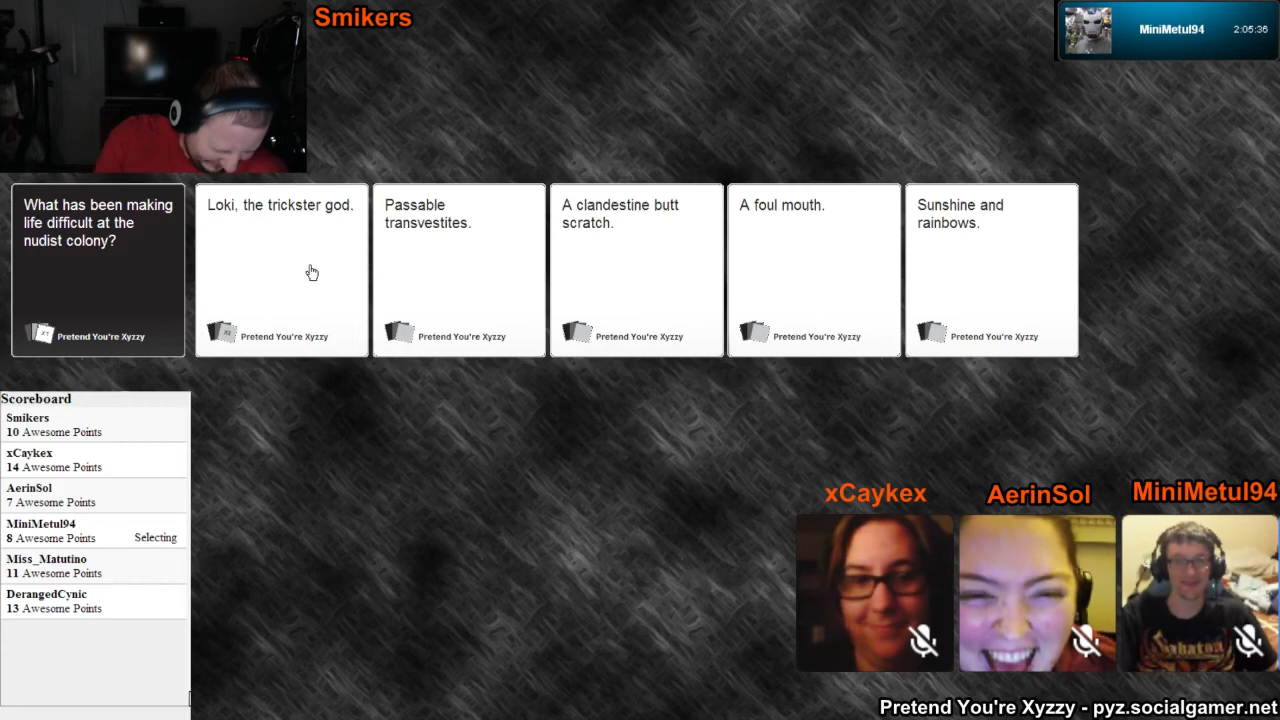 Smikers
MiniMetul94
2:05:36
What has been making
life difficult at the
nudist colony?
Pretend You're Xyzzy
Loki, the trickster god.
Pretend You're Xyzzy
Passable
transvestites.
Pretend You're Xyzzy
A clandestine butt
scratch.
Pretend You're Xyzzy
A foul mouth.
Pretend You're Xyzzy
Sunshine and
rainbows.
Pretend You're Xyzzy
Scoreboard
Smikers
10 Awesome Points
xCaykex
14 Awesome Points
AerinSol
7 Awesome Points
MiniMetul94
8 Awesome Points
Selecting
Miss_Matutino
11 Awesome Points
DerangedCynic
13 Awesome Points
xCaykex
AerinSol
MiniMetul94
Pretend You're Xyzzy - pyz.socialgamer.net